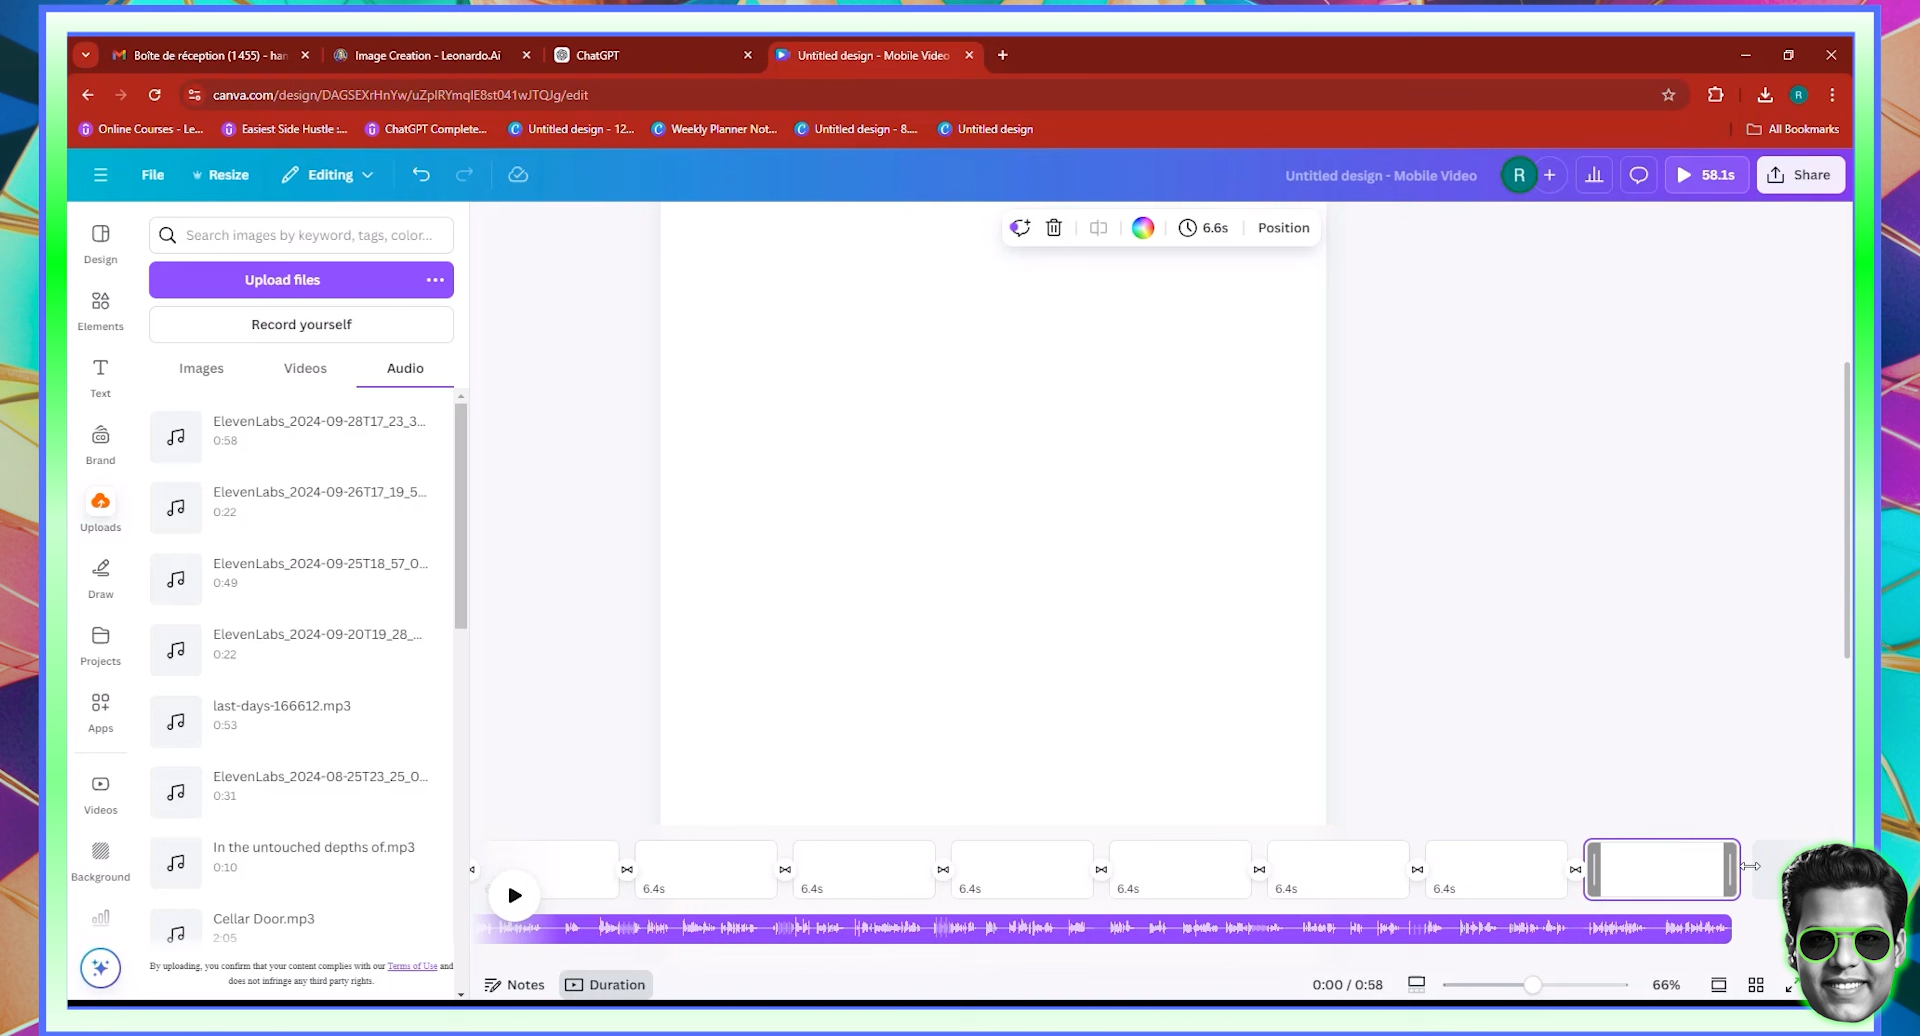 Boîte de réception (1 455) - han
Image Creation - Leonardo.Ai
ChatGPT
Untitled design - Mobile Video
canva.com/design/DAGSEXrHnYw/uZplRYmqlE8st041wJTQJg/edit
Online Courses - Le...
Easiest Side Hustle :...
ChatGPT Complete...
Untitled design - 12...
Weekly Planner Not...
Untitled design - 8....
Untitled design
All Bookmarks
File
Resize
Editing
Untitled design - Mobile Video
R
58.1s
Share
Design
Elements
Text
Brand
Uploads
Draw
Projects
Apps
Videos
Background
Search images by keyword, tags, color...
Upload files
Record yourself
Images
Videos
Audio
ElevenLabs_2024-09-28T17_23_3...
0:58
ElevenLabs_2024-09-26T17_19_5...
0:22
ElevenLabs_2024-09-25T18_57_0...
0:49
ElevenLabs_2024-09-20T19_28_...
0:22
last-days-166612.mp3
0:53
ElevenLabs_2024-08-25T23_25_0...
0:31
In the untouched depths of.mp3
0:10
Cellar Door.mp3
2:05
By uploading, you confirm that your content complies with our Terms of Use and
does not infringe any third party rights.
6.6s
Position
6.4s
6.4s
6.4s
6.4s
6.4s
6.4s
Notes
Duration
0:00 / 0:58
66%